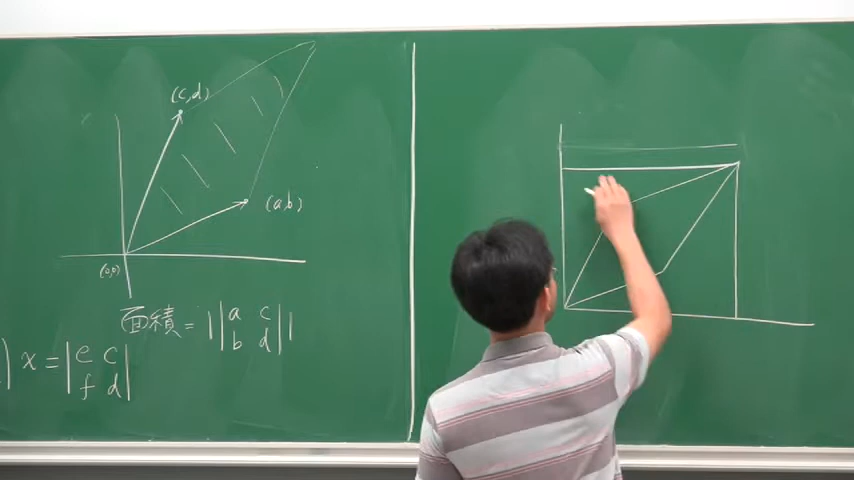 (c,d)
(a,b)
(0,0)
面積 = | | a c | |
| b d |
| x = | e c |
| f d |